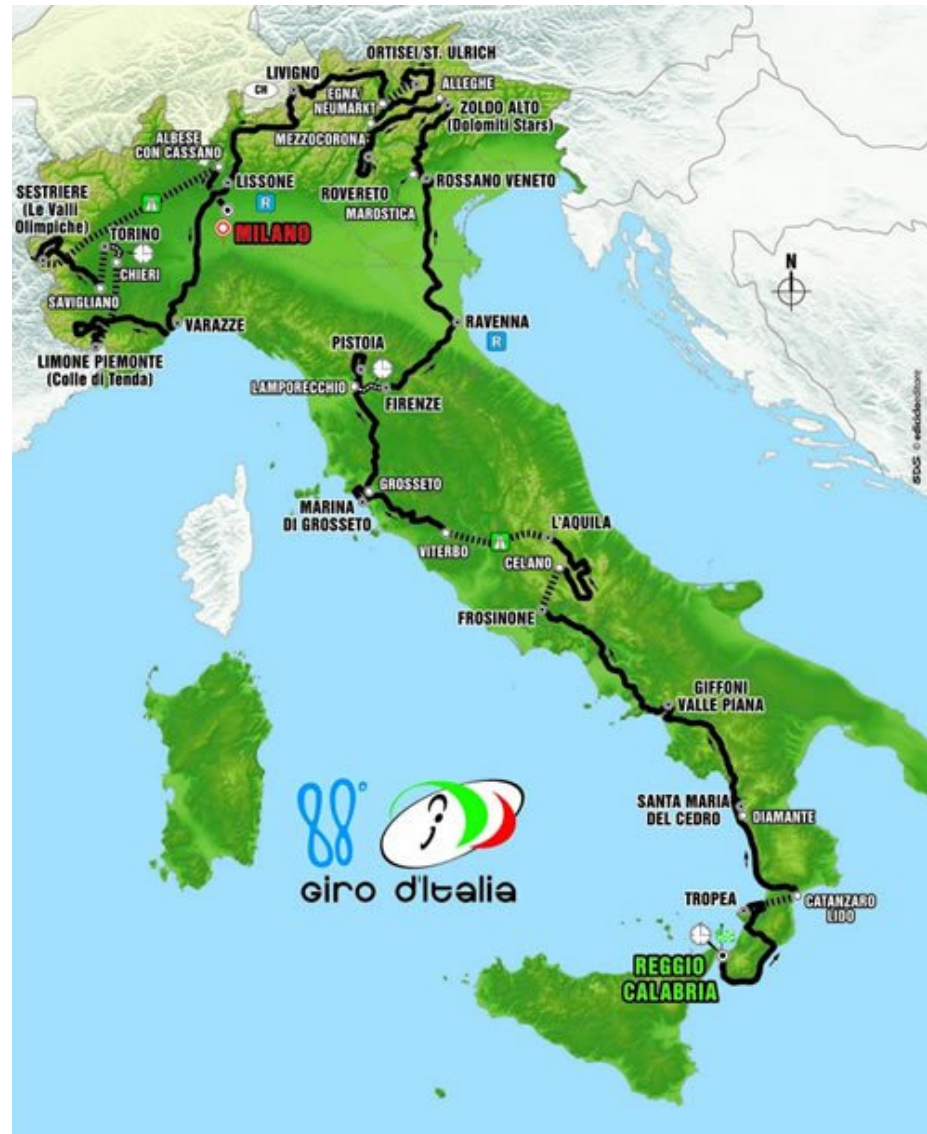 ORTISEI/ST. ULRICH
LIVIGNO
ALLEGHE
CH
EGNA/
NEUMARKT
ZOLDO ALTO
(Dolomiti Stars)
MEZZOCORONA
ALBESE
CON CASSANO
LISSONE
ROVERETO
ROSSANO VENETO
SESTRIERE
(Le Valli
Olimpiche)
R
MAROSTICA
TORINO
MILANO
CHIERI
N
SAVIGLIANO
VARAZZE
RAVENNA
R
PISTOIA
LIMONE PIEMONTE
(Colle di Tenda)
LAMPORECCHIO
FIRENZE
SDS © ediciclo editore
GROSSETO
MARINA
DI GROSSETO
L'AQUILA
VITERBO
CELANO
FROSINONE
GIFFONI
VALLE PIANA
88°
Giro d'Italia
SANTA MARIA
DEL CEDRO
DIAMANTE
TROPEA
CATANZARO
LIDO
REGGIO
CALABRIA